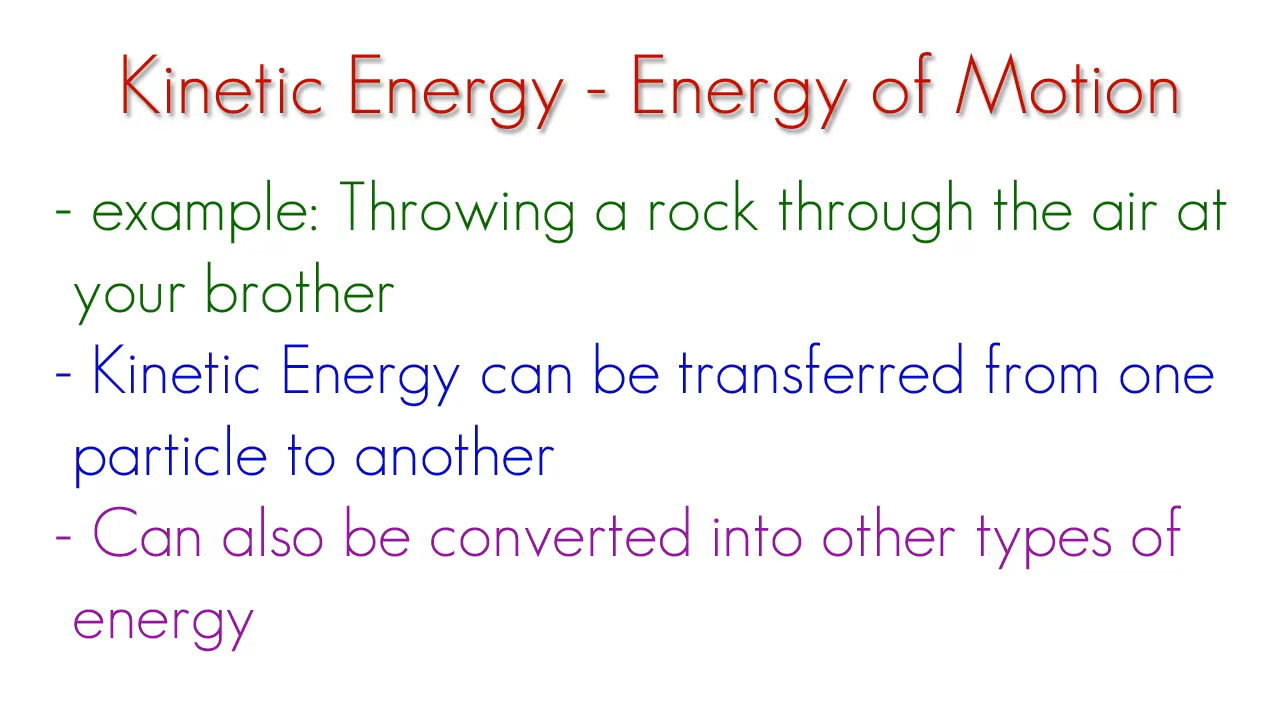 Kinetic Energy - Energy of Motion
- example: Throwing a rock through the air at
your brother
- Kinetic Energy can be transferred from one
particle to another
- Can also be converted into other types of
energy